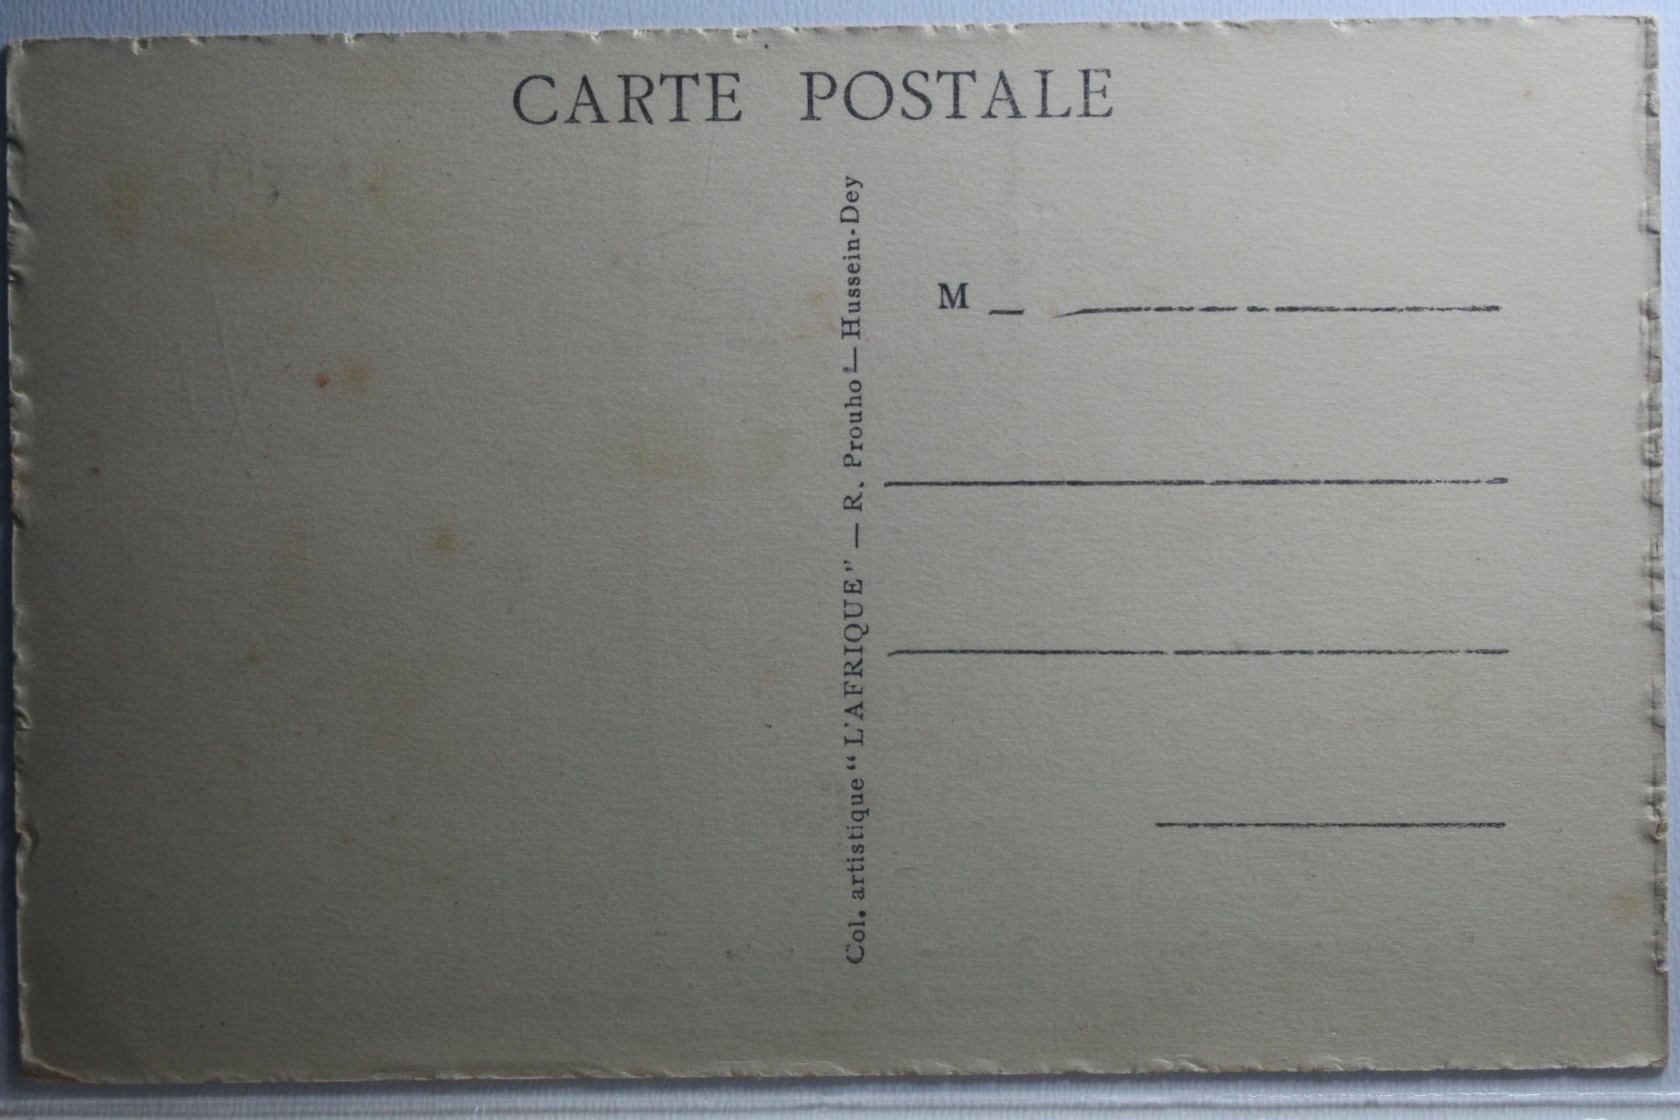 CARTE POSTALE
Col. artistique “ L'AFRIQUE ” — R. Prouho — Hussein-Dey
M